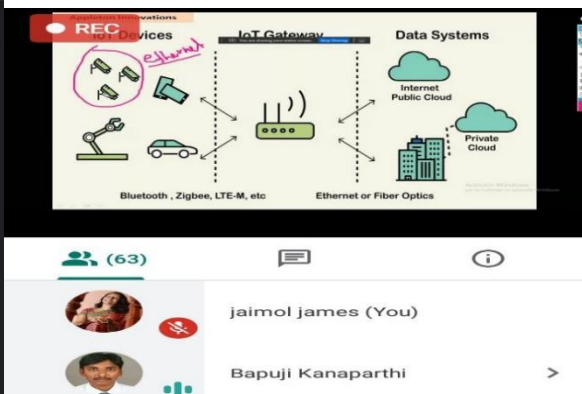 Appleton Innovations
REC
IoT Devices
IoT Gateway
Data Systems
ethernet
Internet
Public Cloud
Private
Cloud
Bluetooth , Zigbee, LTE-M, etc
Ethernet or Fiber Optics
(63)
jaimol james (You)
Bapuji Kanaparthi